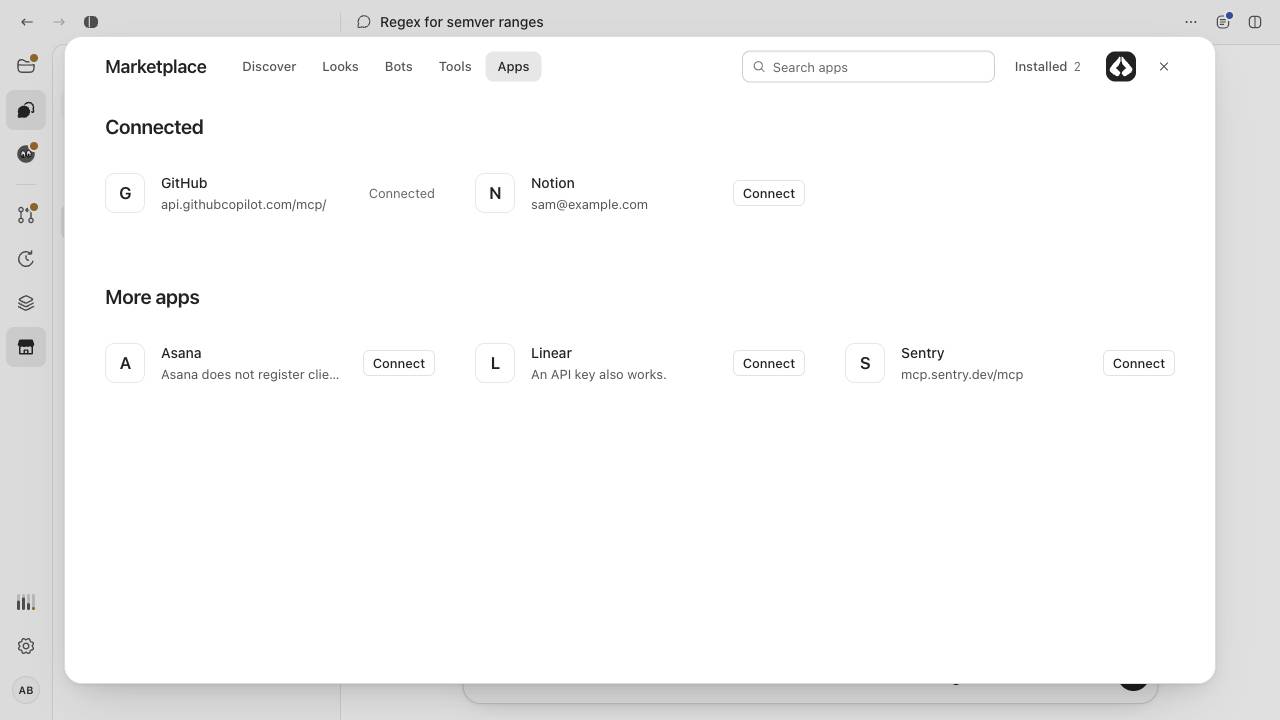 Regex for semver ranges
Marketplace
Discover
Looks
Bots
Tools
Apps
Search apps
Installed 2
Connected
G
GitHub
api.githubcopilot.com/mcp/
Connected
N
Notion
sam@example.com
Connect
More apps
A
Asana
Asana does not register clie...
Connect
L
Linear
An API key also works.
Connect
S
Sentry
mcp.sentry.dev/mcp
Connect
AB